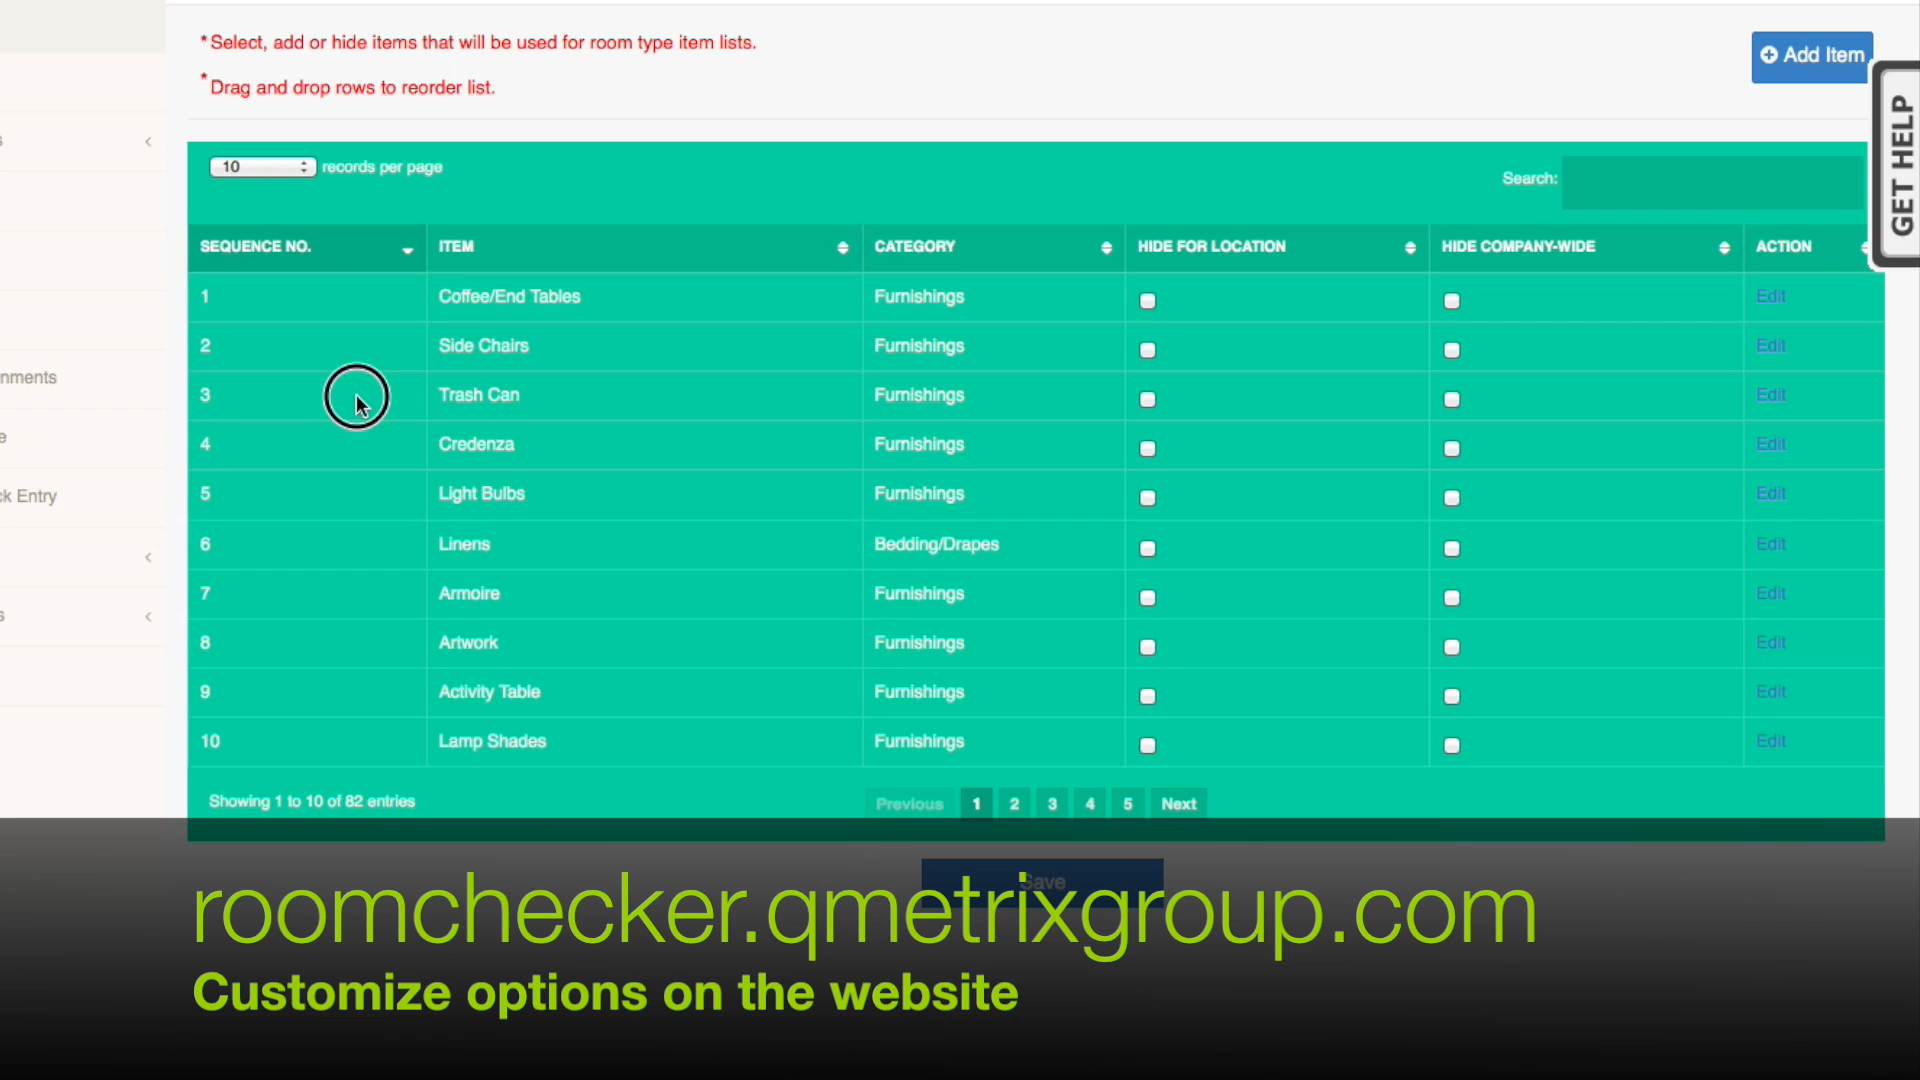 *Select, add or hide items that will be used for room type item lists.
*Drag and drop rows to reorder list.
Add Item
GET HELP
10 records per page
Search:
SEQUENCE NO. ITEM CATEGORY HIDE FOR LOCATION HIDE COMPANY-WIDE ACTION
1 Coffee/End Tables Furnishings Edit
2 Side Chairs Furnishings Edit
nments
3 Trash Can Furnishings Edit
e
4 Credenza Furnishings Edit
ck Entry
5 Light Bulbs Furnishings Edit
6 Linens Bedding/Drapes Edit
7 Armoire Furnishings Edit
s
8 Artwork Furnishings Edit
9 Activity Table Furnishings Edit
10 Lamp Shades Furnishings Edit
Showing 1 to 10 of 82 entries
Previous 1 2 3 4 5 Next
Save
roomchecker.qmetrixgroup.com
Customize options on the website